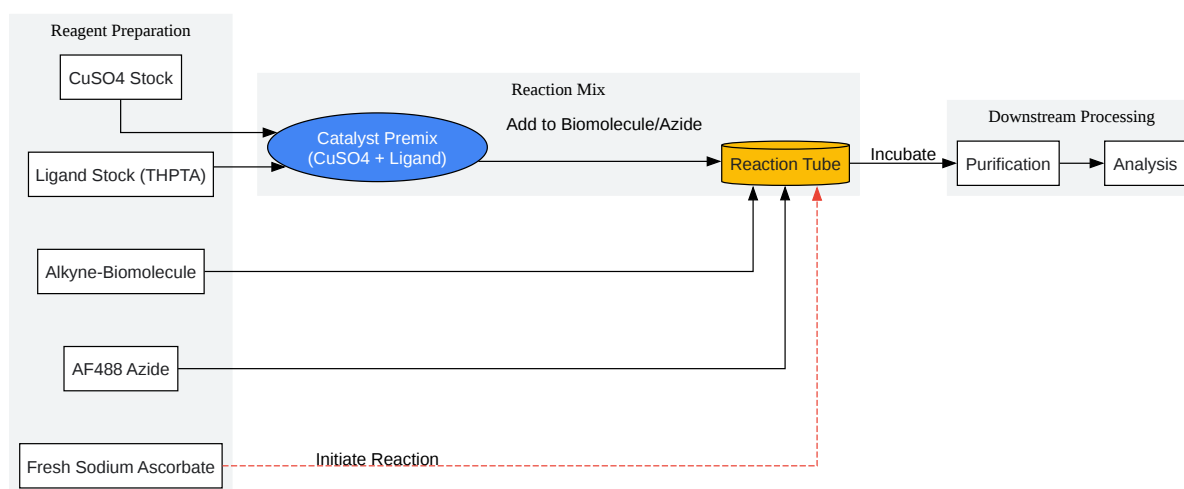 Reagent Preparation
CuSO4 Stock
Ligand Stock (THPTA)
Alkyne-Biomolecule
AF488 Azide
Fresh Sodium Ascorbate
Reaction Mix
Catalyst Premix
(CuSO4 + Ligand)
Add to Biomolecule/Azide
Reaction Tube
Initiate Reaction
Incubate
Downstream Processing
Purification
Analysis